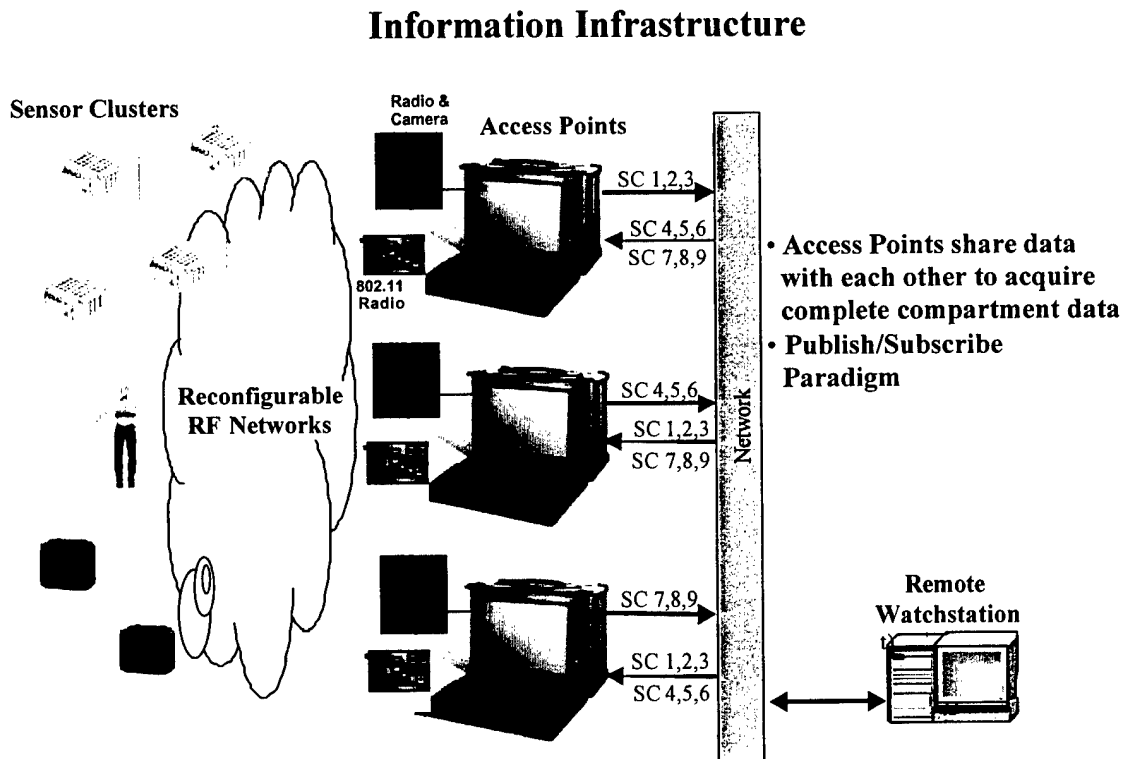 Information Infrastructure
Sensor Clusters
Radio &
Camera
Access Points
SC 1,2,3
SC 4,5,6
SC 7,8,9
802.11
Radio
Reconfigurable
RF Networks
SC 4,5,6
SC 1,2,3
SC 7,8,9
SC 7,8,9
SC 1,2,3
SC 4,5,6
Network
• Access Points share data
with each other to acquire
complete compartment data
• Publish/Subscribe
Paradigm
Remote
Watchstation